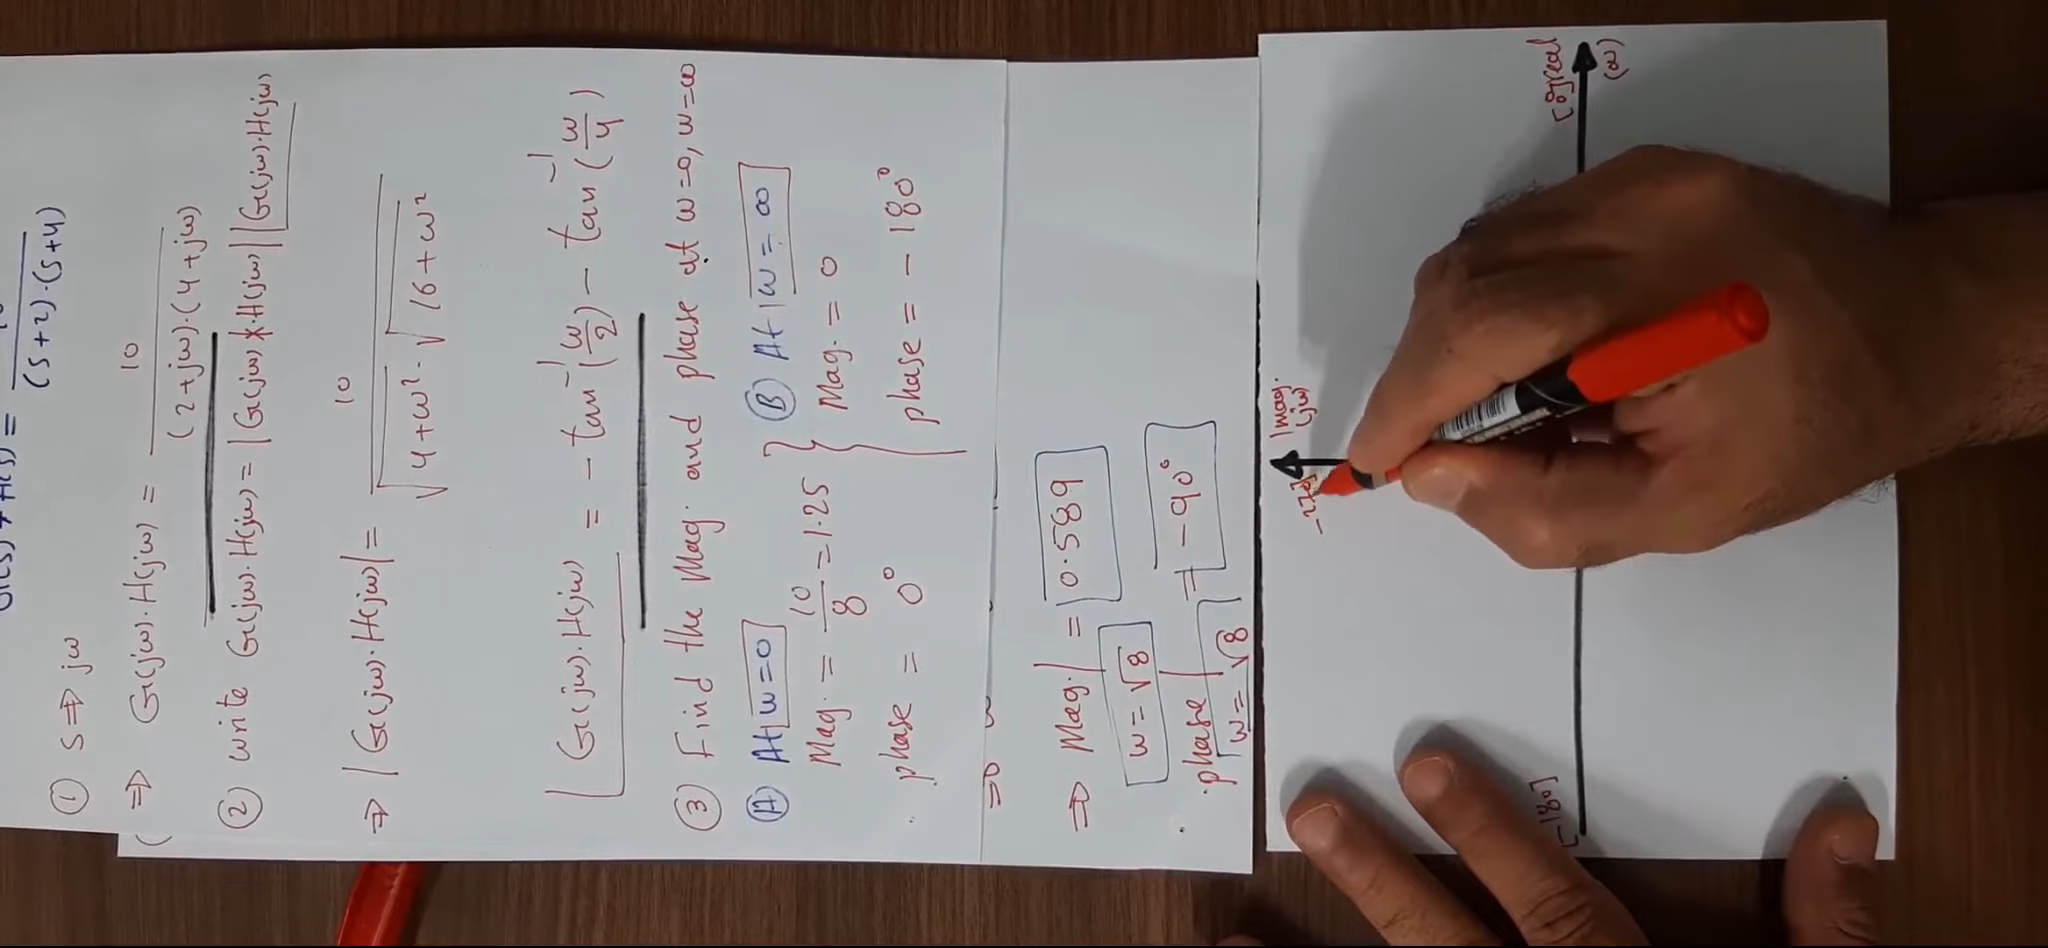 G(s) * H(s) = 10
(s+2)·(s+4)
① s ⇒ jω
⇒ G(jω)·H(jω) = 10
(2+jω)·(4+jω)
② write G(jω)·H(jω) = |G(jω)*H(jω)| ∠G(jω)·H(jω)
⇒ |G(jω)·H(jω)| = 10
√4+ω² · √16+ω²
∠G(jω)·H(jω) = - tan⁻¹(ω/2) - tan⁻¹(ω/4)
③ Find the Mag. and phase at ω=0, ω=∞
Ⓐ At|ω=0
Mag. = 10/8 = 1.25
phase = 0°
Ⓑ At|ω=∞
Mag. = 0
phase = -180°
⇒ Mag.| = 0.589
ω=√8
phase| = -90°
ω=√8
Imag.
(jω)
[0] real
[-180]